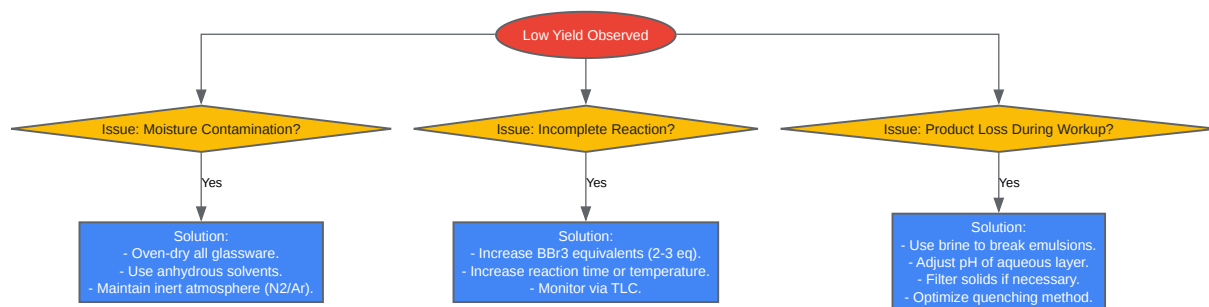 Low Yield Observed
Issue: Moisture Contamination?
Issue: Incomplete Reaction?
Issue: Product Loss During Workup?
Yes
Yes
Yes
Solution:
- Oven-dry all glassware.
- Use anhydrous solvents.
- Maintain inert atmosphere (N2/Ar).
Solution:
- Increase BBr3 equivalents (2-3 eq).
- Increase reaction time or temperature.
- Monitor via TLC.
Solution:
- Use brine to break emulsions.
- Adjust pH of aqueous layer.
- Filter solids if necessary.
- Optimize quenching method.